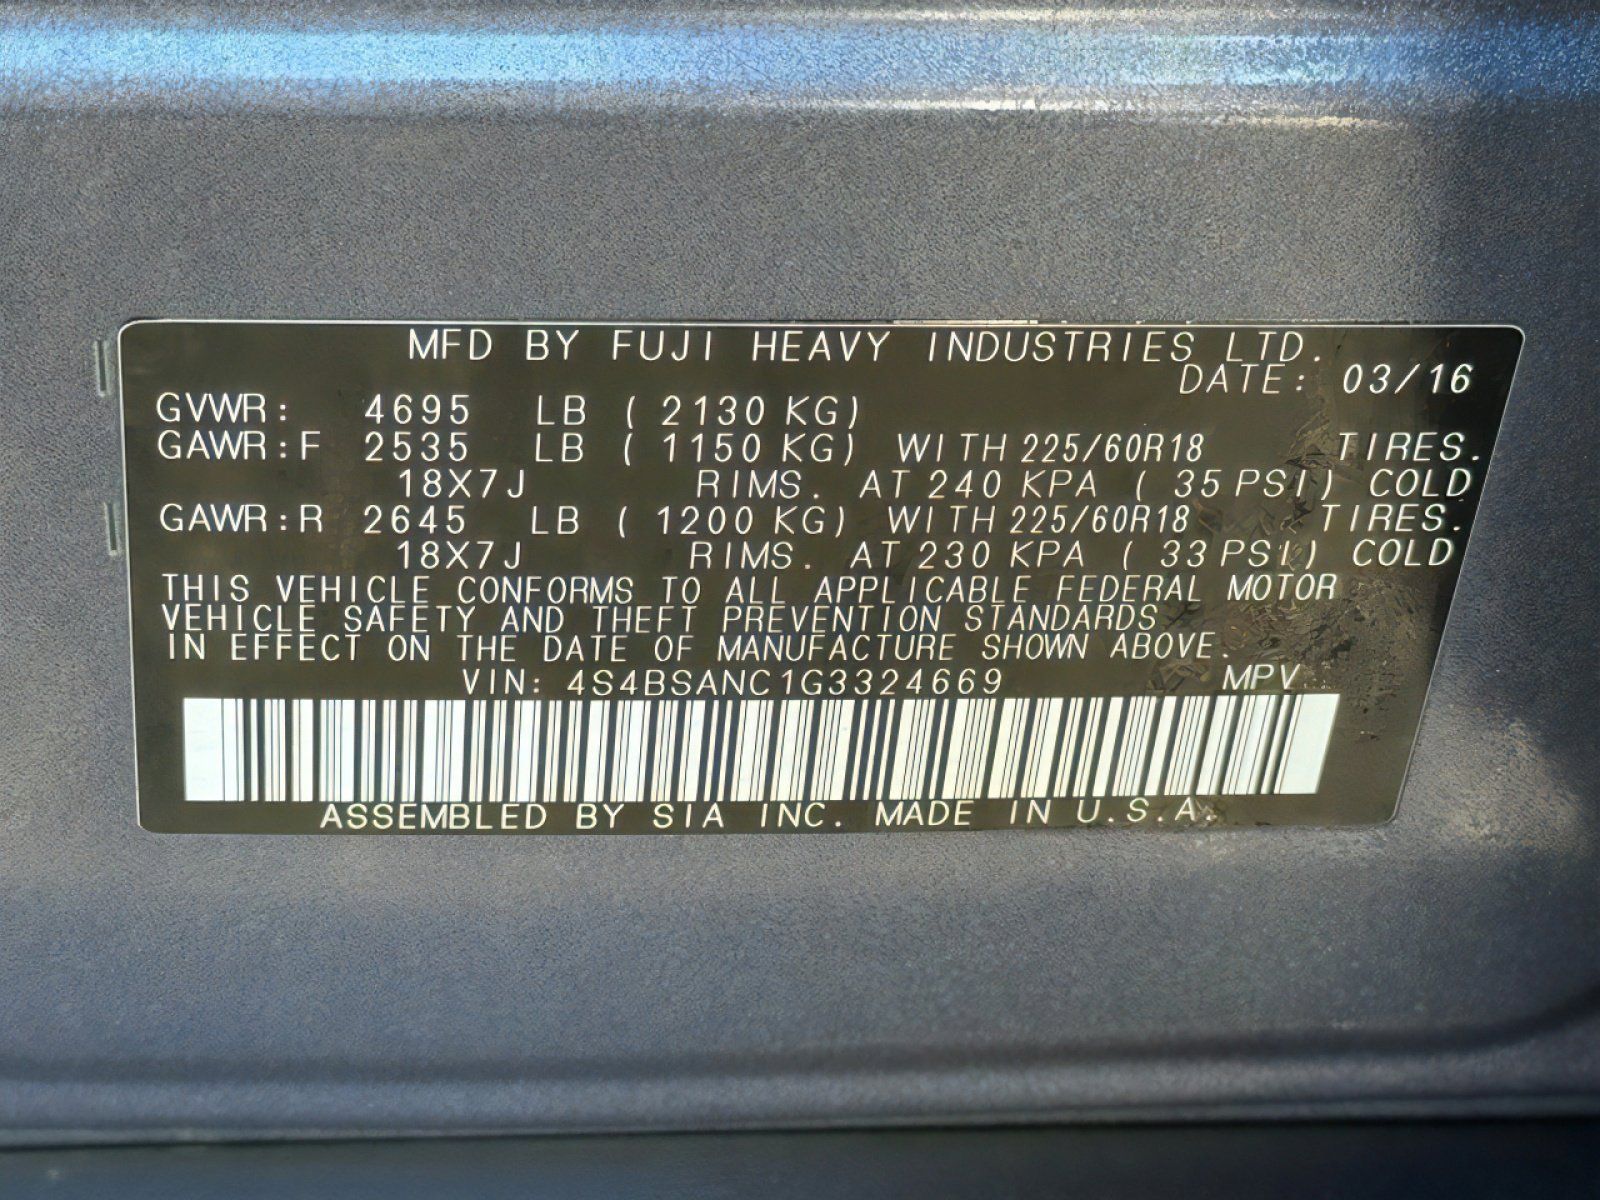 MFD BY FUJI HEAVY INDUSTRIES LTD.
DATE: 03/16
GVWR: 4695 LB ( 2130 KG)
GAWR:F 2535 LB ( 1150 KG) WITH 225/60R18 TIRES.
18X7J RIMS. AT 240 KPA ( 35 PSI) COLD
GAWR:R 2645 LB ( 1200 KG) WITH 225/60R18 TIRES.
18X7J RIMS. AT 230 KPA ( 33 PSI) COLD
THIS VEHICLE CONFORMS TO ALL APPLICABLE FEDERAL MOTOR
VEHICLE SAFETY AND THEFT PREVENTION STANDARDS
IN EFFECT ON THE DATE OF MANUFACTURE SHOWN ABOVE.
VIN: 4S4BSANC1G3324669 MPV
ASSEMBLED BY SIA INC. MADE IN U.S.A.